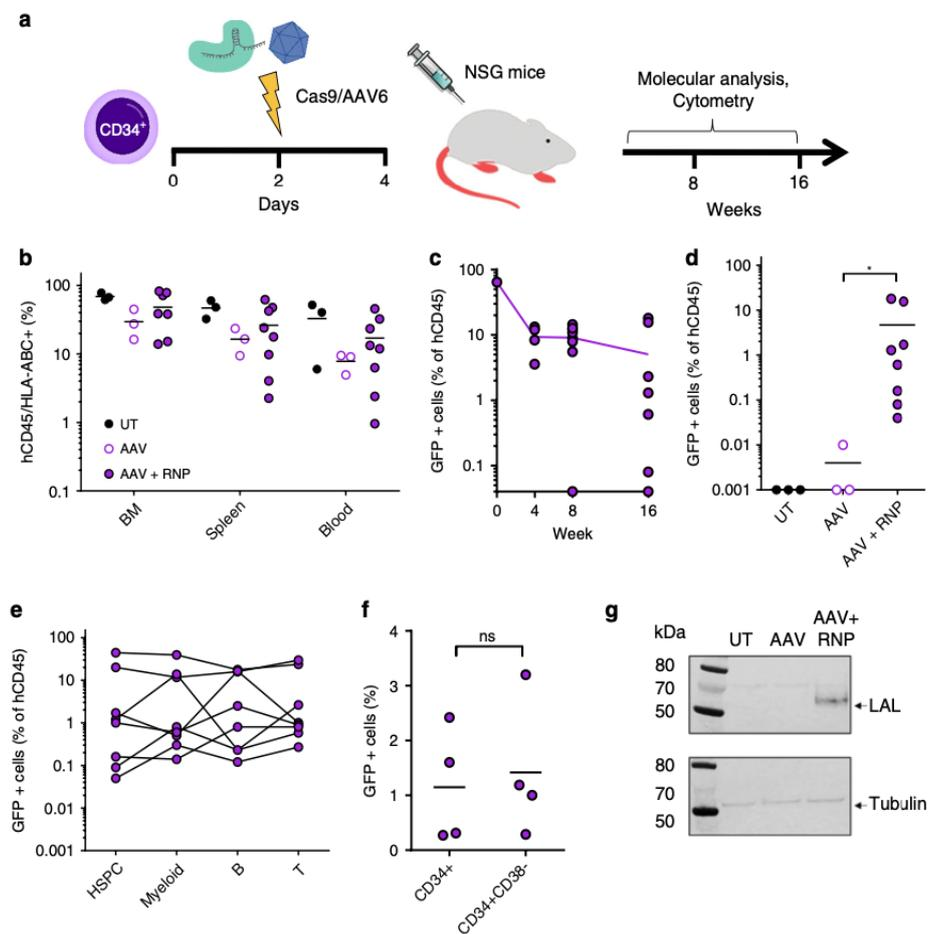 a
CD34+
Cas9/AAV6
NSG mice
Molecular analysis,
Cytometry
0 2 4
Days
8 16
Weeks
b
hCD45/HLA-ABC+ (%)
100
10
1
0.1
UT
AAV
AAV + RNP
BM Spleen Blood
c
GFP + cells (% of hCD45)
100
10
1
0.1
0 4 8 16
Week
d
GFP + cells (% of hCD45)
100
10
1
0.1
0.01
0.001
*
UT AAV AAV + RNP
e
GFP + cells (% of hCD45)
100
10
1
0.1
0.01
0.001
HSPC Myeloid B T
f
GFP + cells (%)
4
3
2
1
0
ns
CD34+ CD34+CD38-
g
kDa
UT AAV AAV+
RNP
80
70
50
LAL
80
70
50
Tubulin